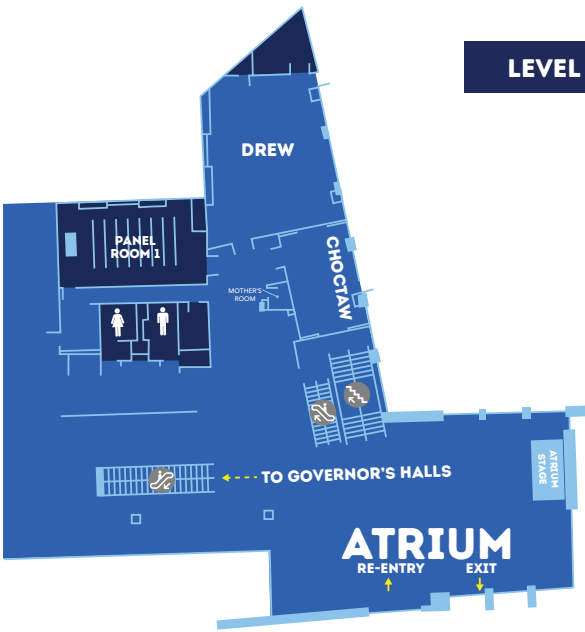 LEVEL
DREW
PANEL
ROOM 1
CHOCTAW
MOTHER'S
ROOM
TO GOVERNOR'S HALLS
ATRIUM
STAGE
ATRIUM
RE-ENTRY
EXIT